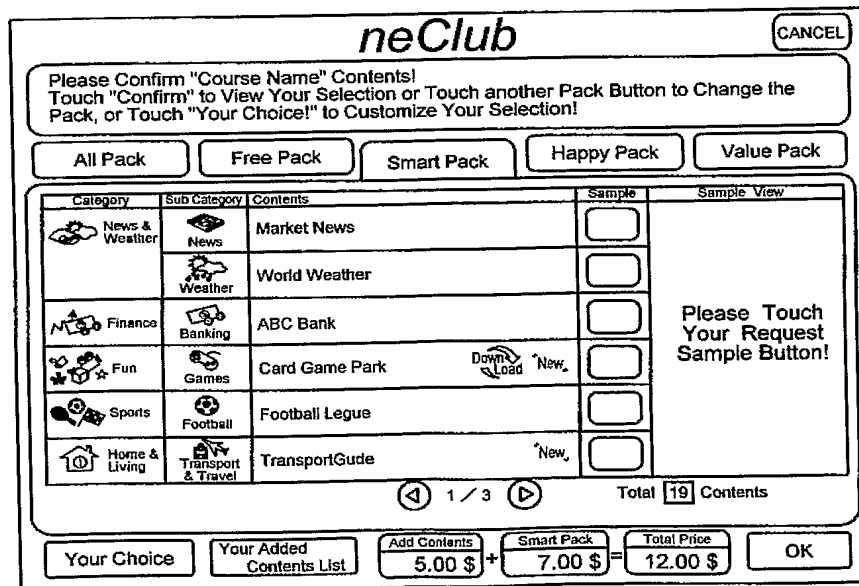 neClub
CANCEL
Please Confirm "Course Name" Contents!
Touch "Confirm" to View Your Selection or Touch another Pack Button to Change the
Pack, or Touch "Your Choice!" to Customize Your Selection!
All Pack
Free Pack
Smart Pack
Happy Pack
Value Pack
Category
Sub Category
Contents
Sample
Sample View
News &
Weather
News
Market News
Weather
World Weather
Finance
Banking
ABC Bank
Fun
Games
Card Game Park
Down
Load
New
Sports
Football
Football Legue
Home &
Living
Transport
& Travel
TransportGude
New
Please Touch
Your Request
Sample Button!
1 / 3
Total 19 Contents
Your Choice
Your Added
Contents List
Add Contents
5.00 $
+
Smart Pack
7.00 $
=
Total Price
12.00 $
OK